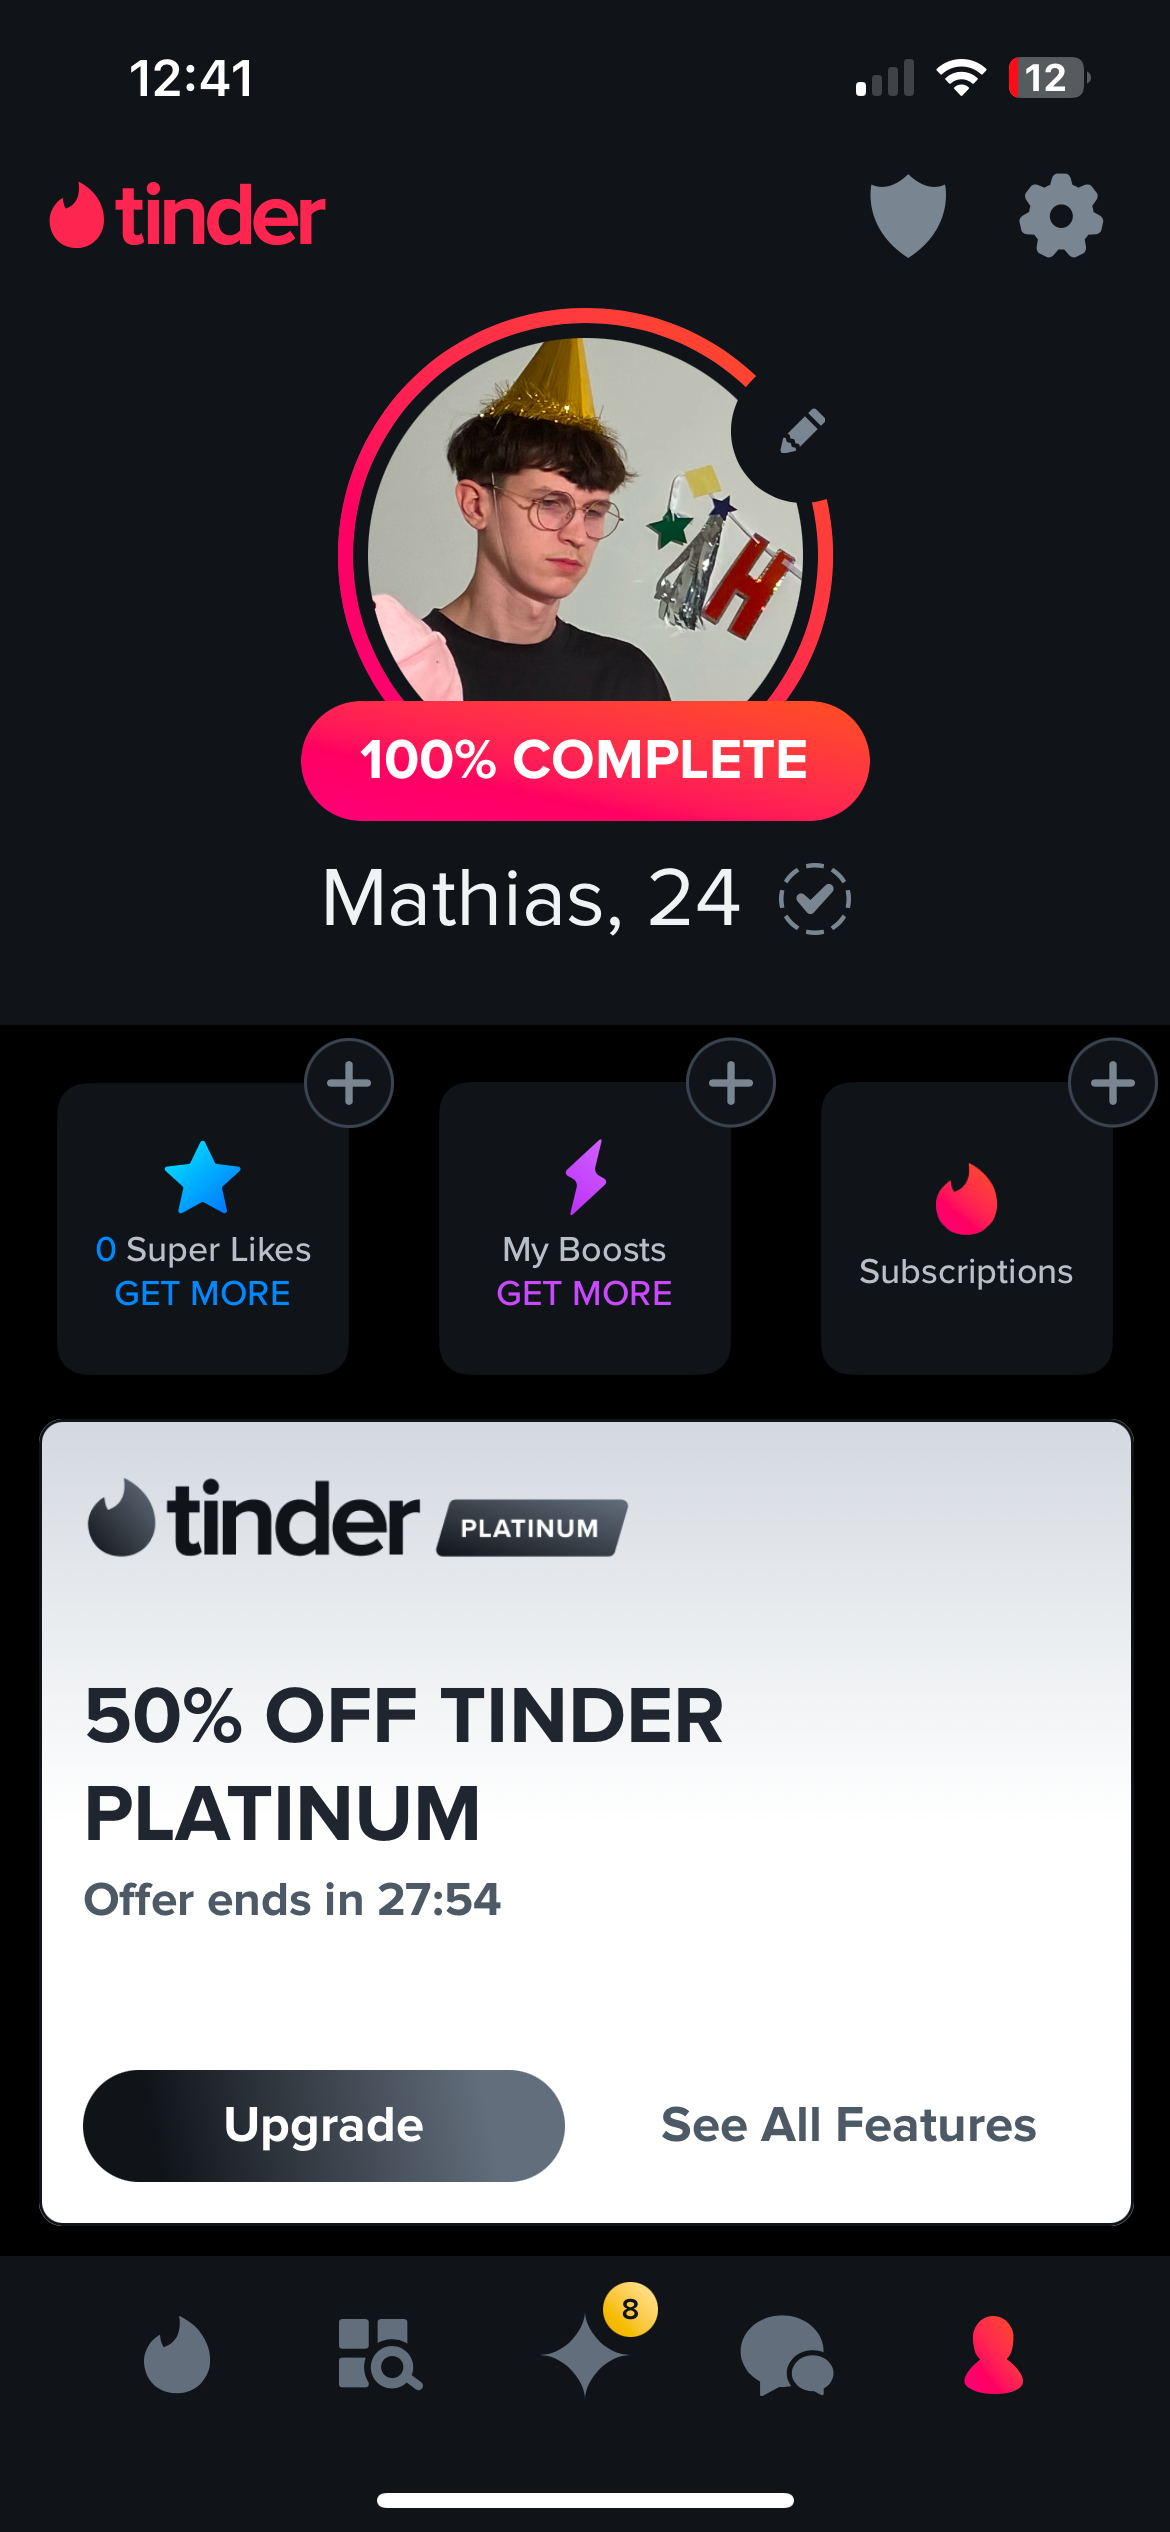 12:41
12
tinder
H
100% COMPLETE
Mathias, 24
0 Super Likes
GET MORE
My Boosts
GET MORE
Subscriptions
tinder PLATINUM
50% OFF TINDER
PLATINUM
Offer ends in 27:54
Upgrade
See All Features
8